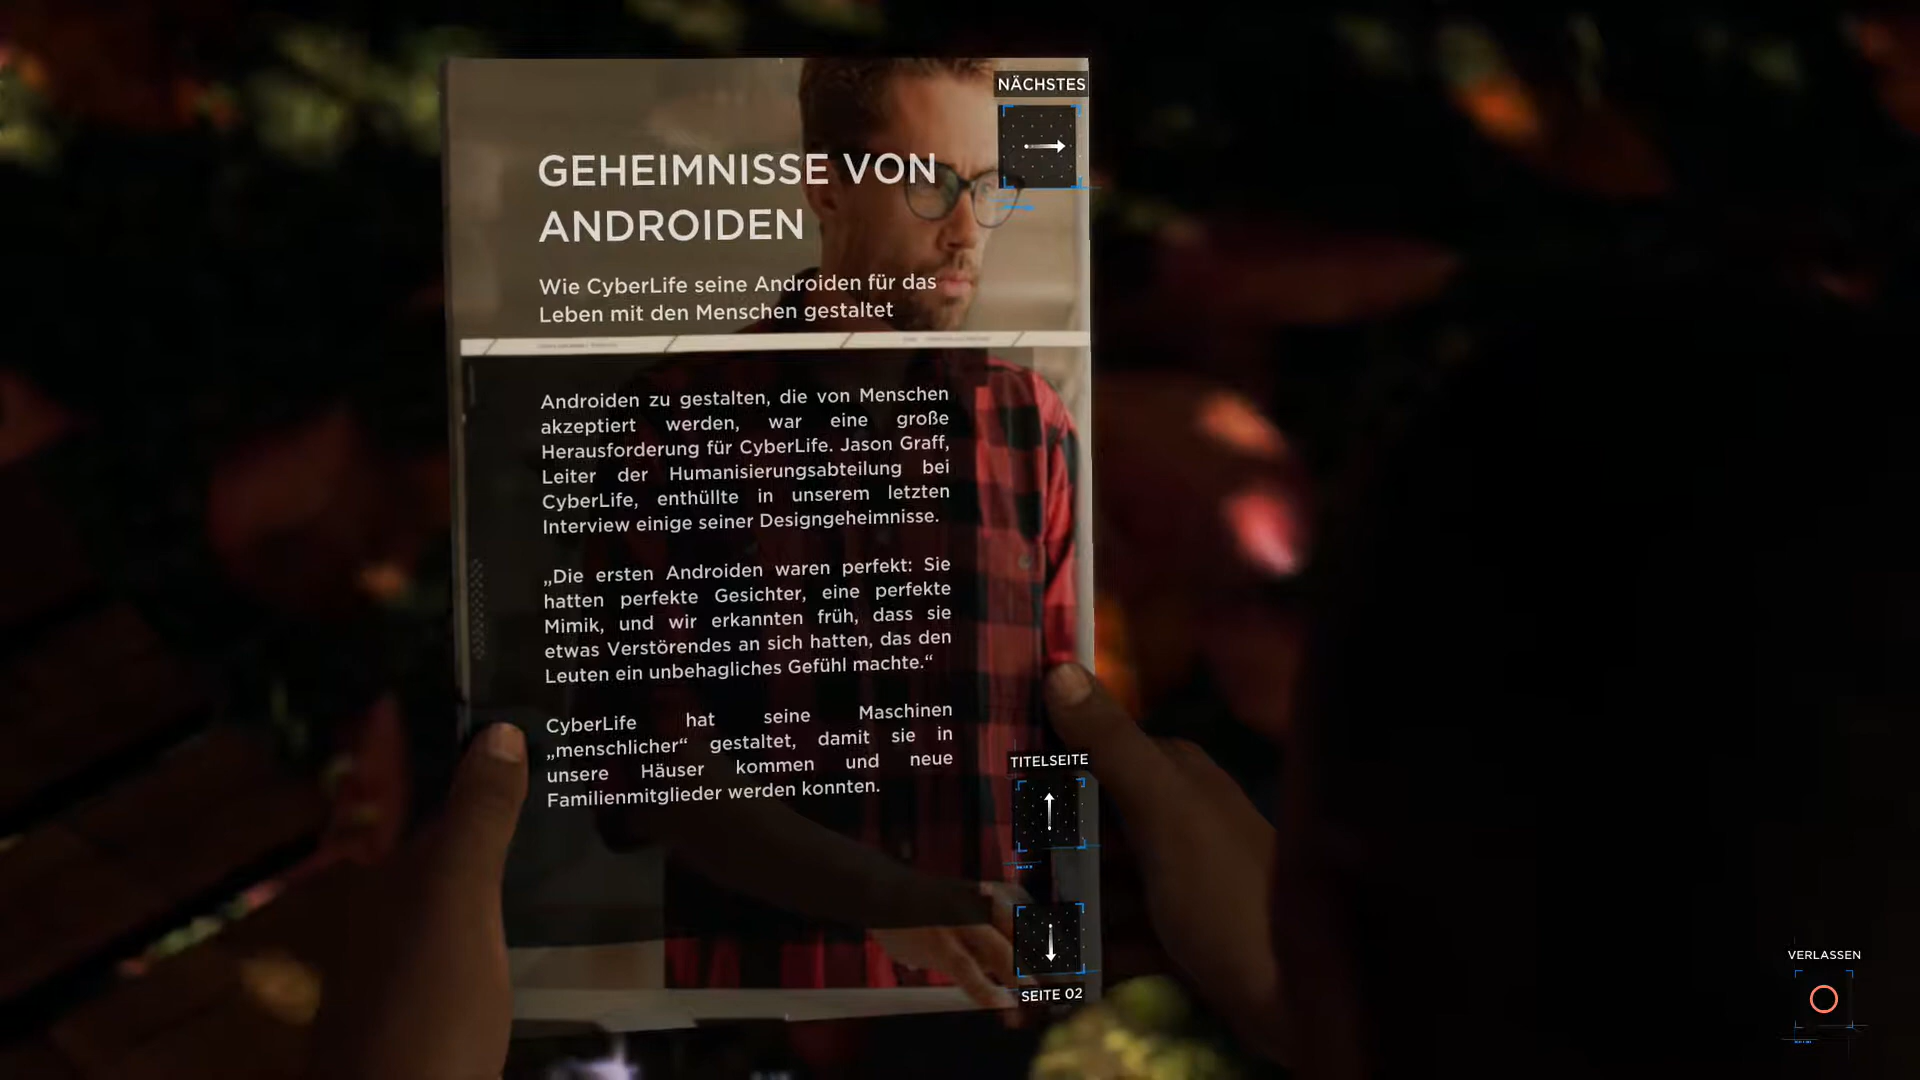 NÄCHSTES
GEHEIMNISSE VON
ANDROIDEN
Wie CyberLife seine Androiden für das
Leben mit den Menschen gestaltet
Androiden zu gestalten, die von Menschen
akzeptiert werden, war eine große
Herausforderung für CyberLife. Jason Graff,
Leiter der Humanisierungsabteilung bei
CyberLife, enthüllte in unserem letzten
Interview einige seiner Designgeheimnisse.
„Die ersten Androiden waren perfekt: Sie
hatten perfekte Gesichter, eine perfekte
Mimik, und wir erkannten früh, dass sie
etwas Verstörendes an sich hatten, das den
Leuten ein unbehagliches Gefühl machte.“
CyberLife hat seine Maschinen
„menschlicher“ gestaltet, damit sie in
unsere Häuser kommen und neue
Familienmitglieder werden konnten.
TITELSEITE
SEITE 02
VERLASSEN